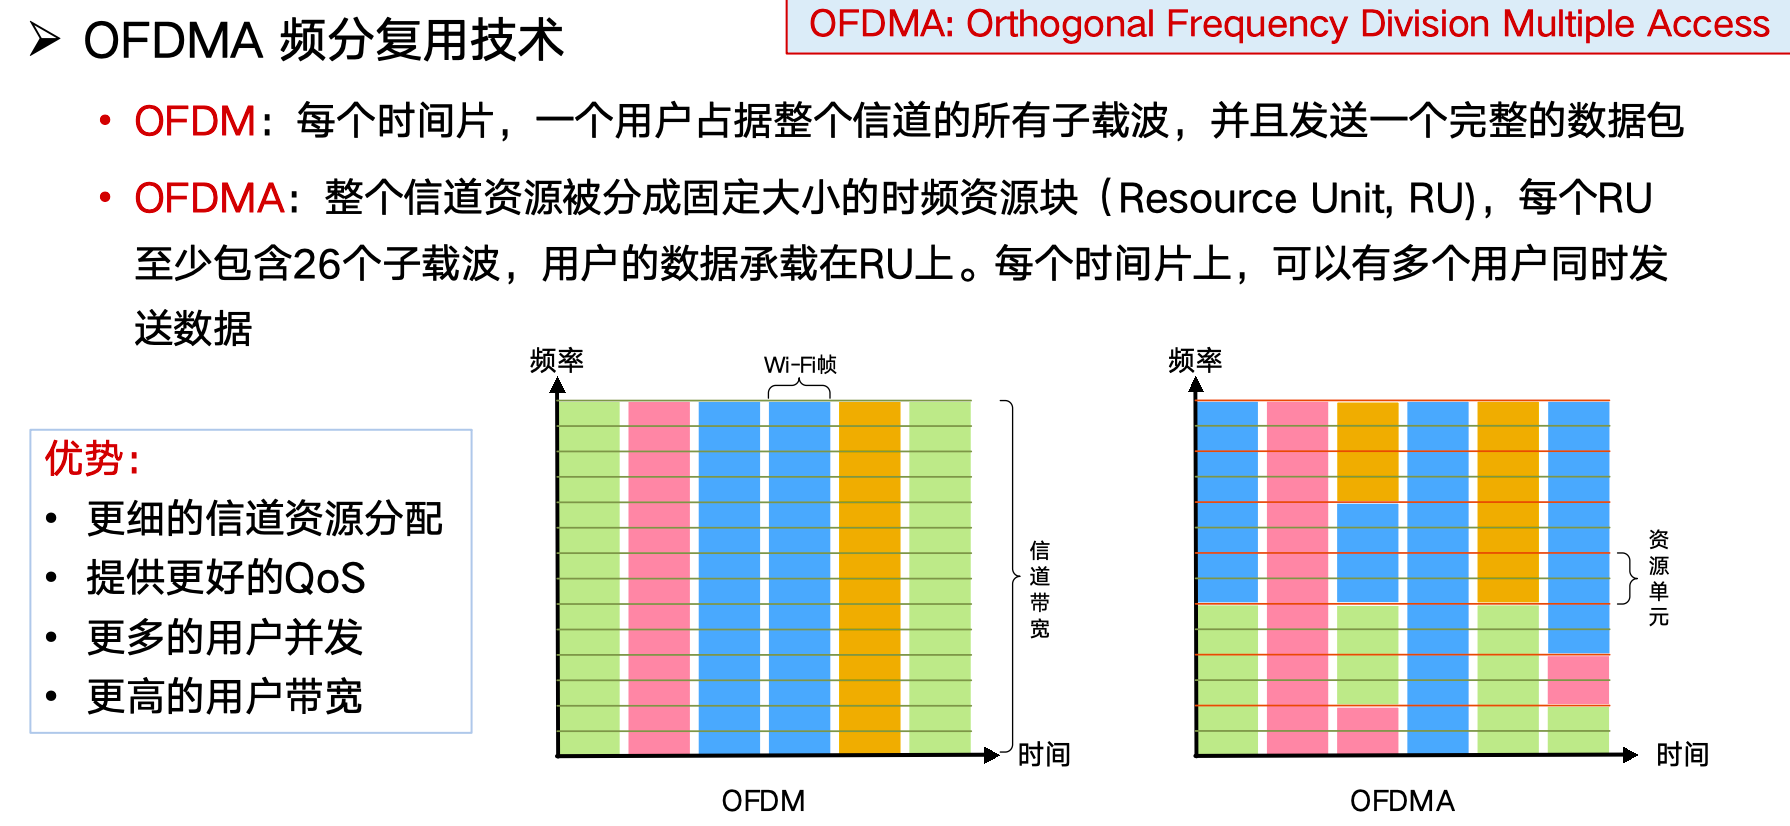 ➢ OFDMA 频分复用技术
OFDMA: Orthogonal Frequency Division Multiple Access
• OFDM：每个时间片，一个用户占据整个信道的所有子载波，并且发送一个完整的数据包
• OFDMA：整个信道资源被分成固定大小的时频资源块（Resource Unit, RU)，每个RU
至少包含26个子载波，用户的数据承载在RU上。每个时间片上，可以有多个用户同时发
送数据
优势:
• 更细的信道资源分配
• 提供更好的QoS
• 更多的用户并发
• 更高的用户带宽
频率
Wi-Fi帧
信道带宽
时间
OFDM
频率
资源单元
时间
OFDMA